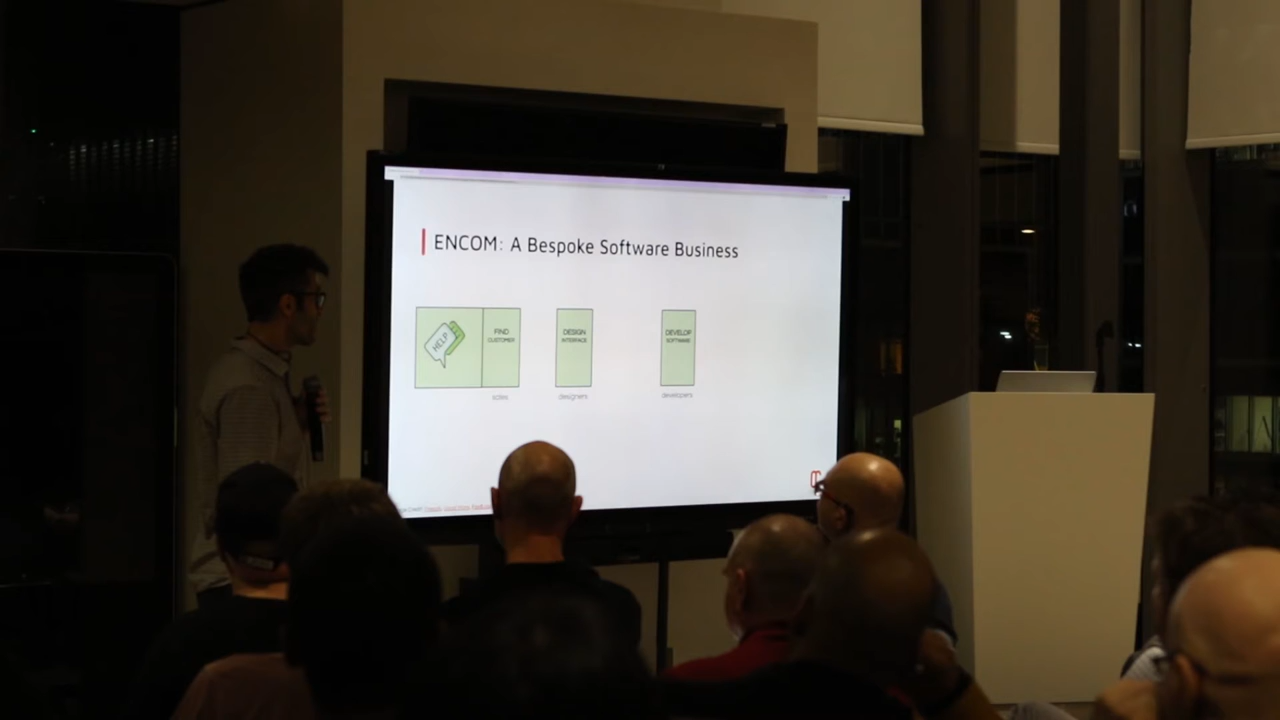 ENCOM: A Bespoke Software Business
HELP
FIND
CUSTOMER
DESIGN
INTERFACE
DEVELOP
SOFTWARE
sales
designers
developers